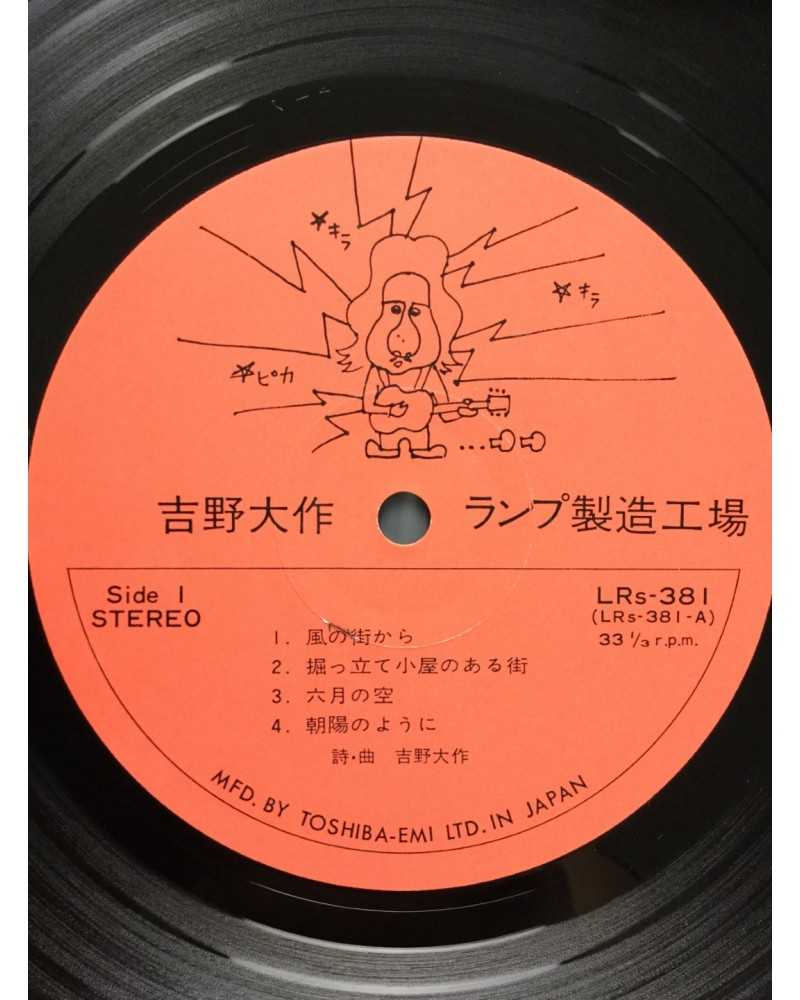 ★キラ
☆キラ
☆ピカ
吉野大作 ランプ製造工場
Side 1
STEREO
LRs-381
(LRs-381-A)
33 1/3 r.p.m.
1. 風の街から
2. 掘っ立て小屋のある街
3. 六月の空
4. 朝陽のように
詩・曲 吉野大作
MFD. BY TOSHIBA-EMI LTD. IN JAPAN